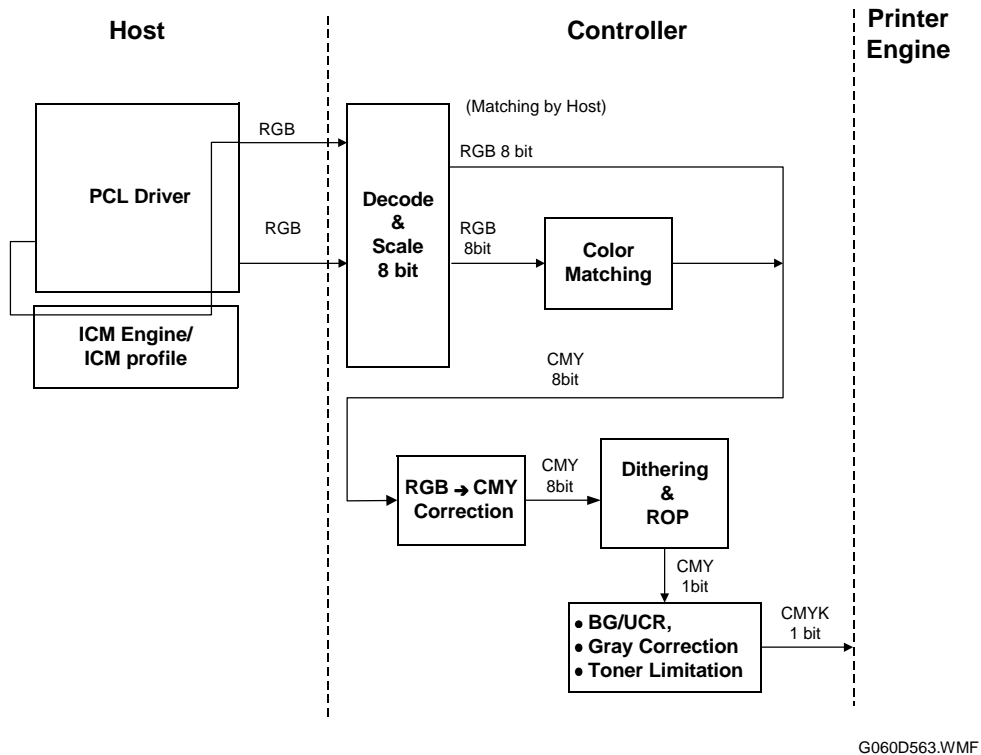 Host
Controller
Printer
Engine
PCL Driver
RGB
RGB
ICM Engine/
ICM profile
Decode
&
Scale
8 bit
(Matching by Host)
RGB 8 bit
RGB
8bit
Color
Matching
CMY
8bit
RGB → CMY
Correction
CMY
8bit
Dithering
&
ROP
CMY
1bit
• BG/UCR,
• Gray Correction
• Toner Limitation
CMYK
1 bit
G060D563.WMF